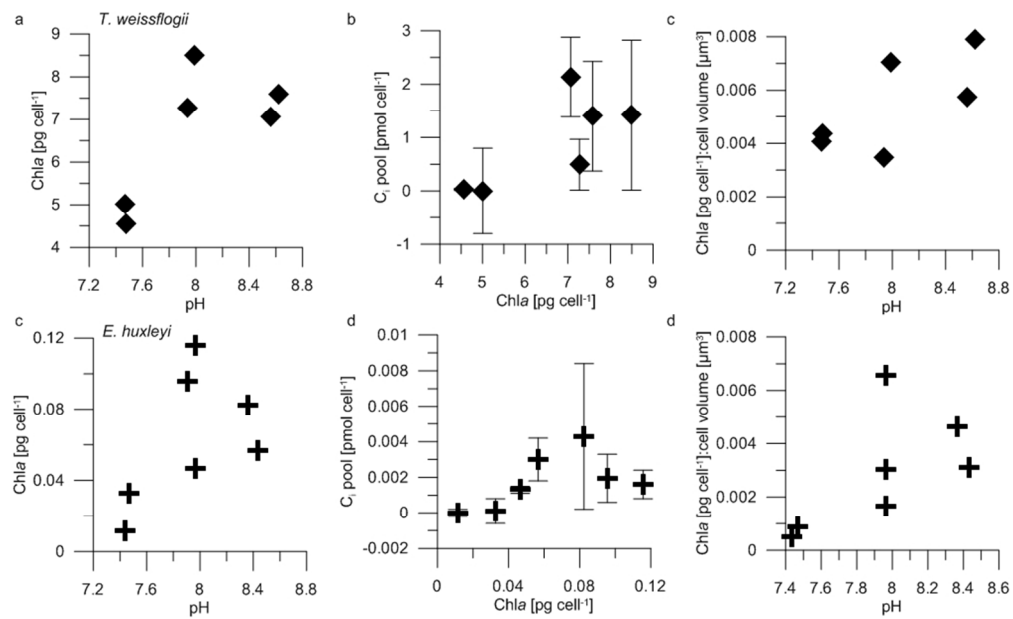 a T. weissflogii
9
8
7
6
5
4
Chla [pg cell-1]
7.2 7.6 8 8.4 8.8
pH
b
3
2
1
0
-1
Ci pool [pmol cell-1]
4 5 6 7 8 9
Chla [pg cell-1]
c
0.008
0.006
0.004
0.002
0
Chla [pg cell-1]:cell volume [µm³]
7.2 7.6 8 8.4 8.8
pH
c E. huxleyi
0.12
0.08
0.04
0
Chla [pg cell-1]
7.2 7.6 8 8.4 8.8
pH
d
0.01
0.008
0.006
0.004
0.002
0
-0.002
Ci pool [pmol cell-1]
0 0.04 0.08 0.12
Chla [pg cell-1]
d
0.008
0.006
0.004
0.002
0
Chla [pg cell-1]:cell volume [µm³]
7.4 7.6 7.8 8 8.2 8.4 8.6
pH